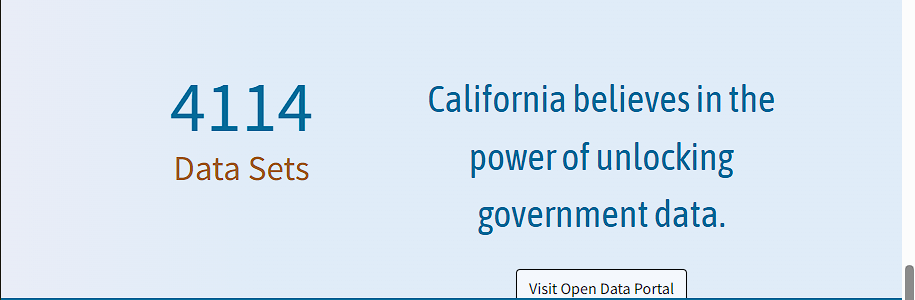 4114
Data Sets
California believes in the
power of unlocking
government data.
Visit Open Data Portal